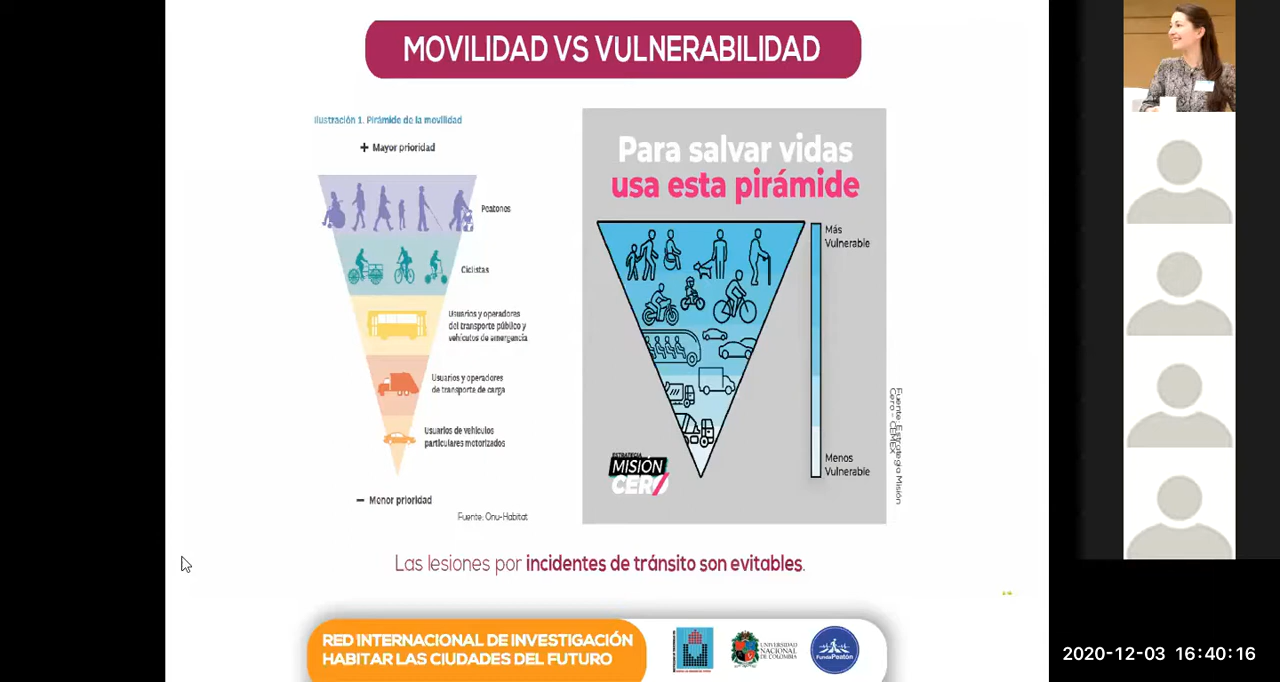 MOVILIDAD VS VULNERABILIDAD
Ilustración 1. Pirámide de la movilidad
+ Mayor prioridad
Peatones
Ciclistas
Usuarios y operadores
del transporte público y
vehículos de emergencia
Usuarios y operadores
de transporte de carga
Usuarios de vehículos
particulares motorizados
− Menor prioridad
Fuente: Onu-Habitat
Para salvar vidas
usa esta pirámide
Más
Vulnerable
Menos
Vulnerable
ESTRATEGIA
MISIÓN
CERO
Fuente: Estrategia Misión
Cero - CEMEX
Las lesiones por incidentes de tránsito son evitables.
RED INTERNACIONAL DE INVESTIGACIÓN
HABITAR LAS CIUDADES DEL FUTURO
UNIVERSIDAD
NACIONAL
DE COLOMBIA
FundaPeatón
2020-12-03 16:40:16